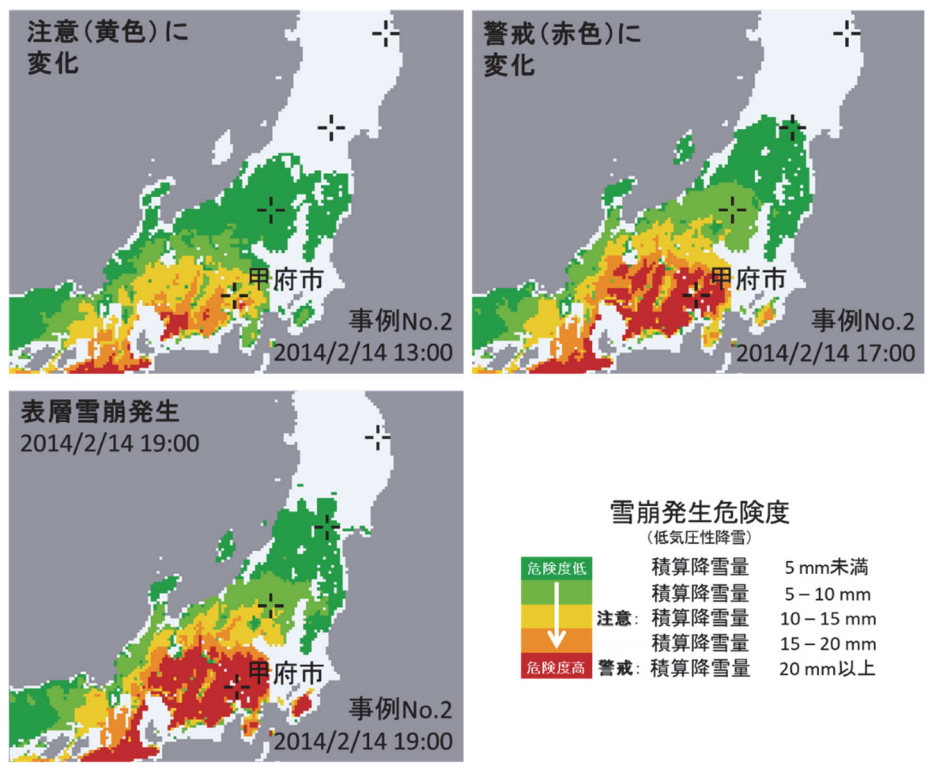 注意(黄色)に
変化
甲府市
事例No.2
2014/2/14 13:00
警戒(赤色)に
変化
甲府市
事例No.2
2014/2/14 17:00
表層雪崩発生
2014/2/14 19:00
甲府市
事例No.2
2014/2/14 19:00
雪崩発生危険度
(低気圧性降雪)
危険度低 積算降雪量 5 mm未満
積算降雪量 5 – 10 mm
注意: 積算降雪量 10 – 15 mm
積算降雪量 15 – 20 mm
危険度高 警戒: 積算降雪量 20 mm以上